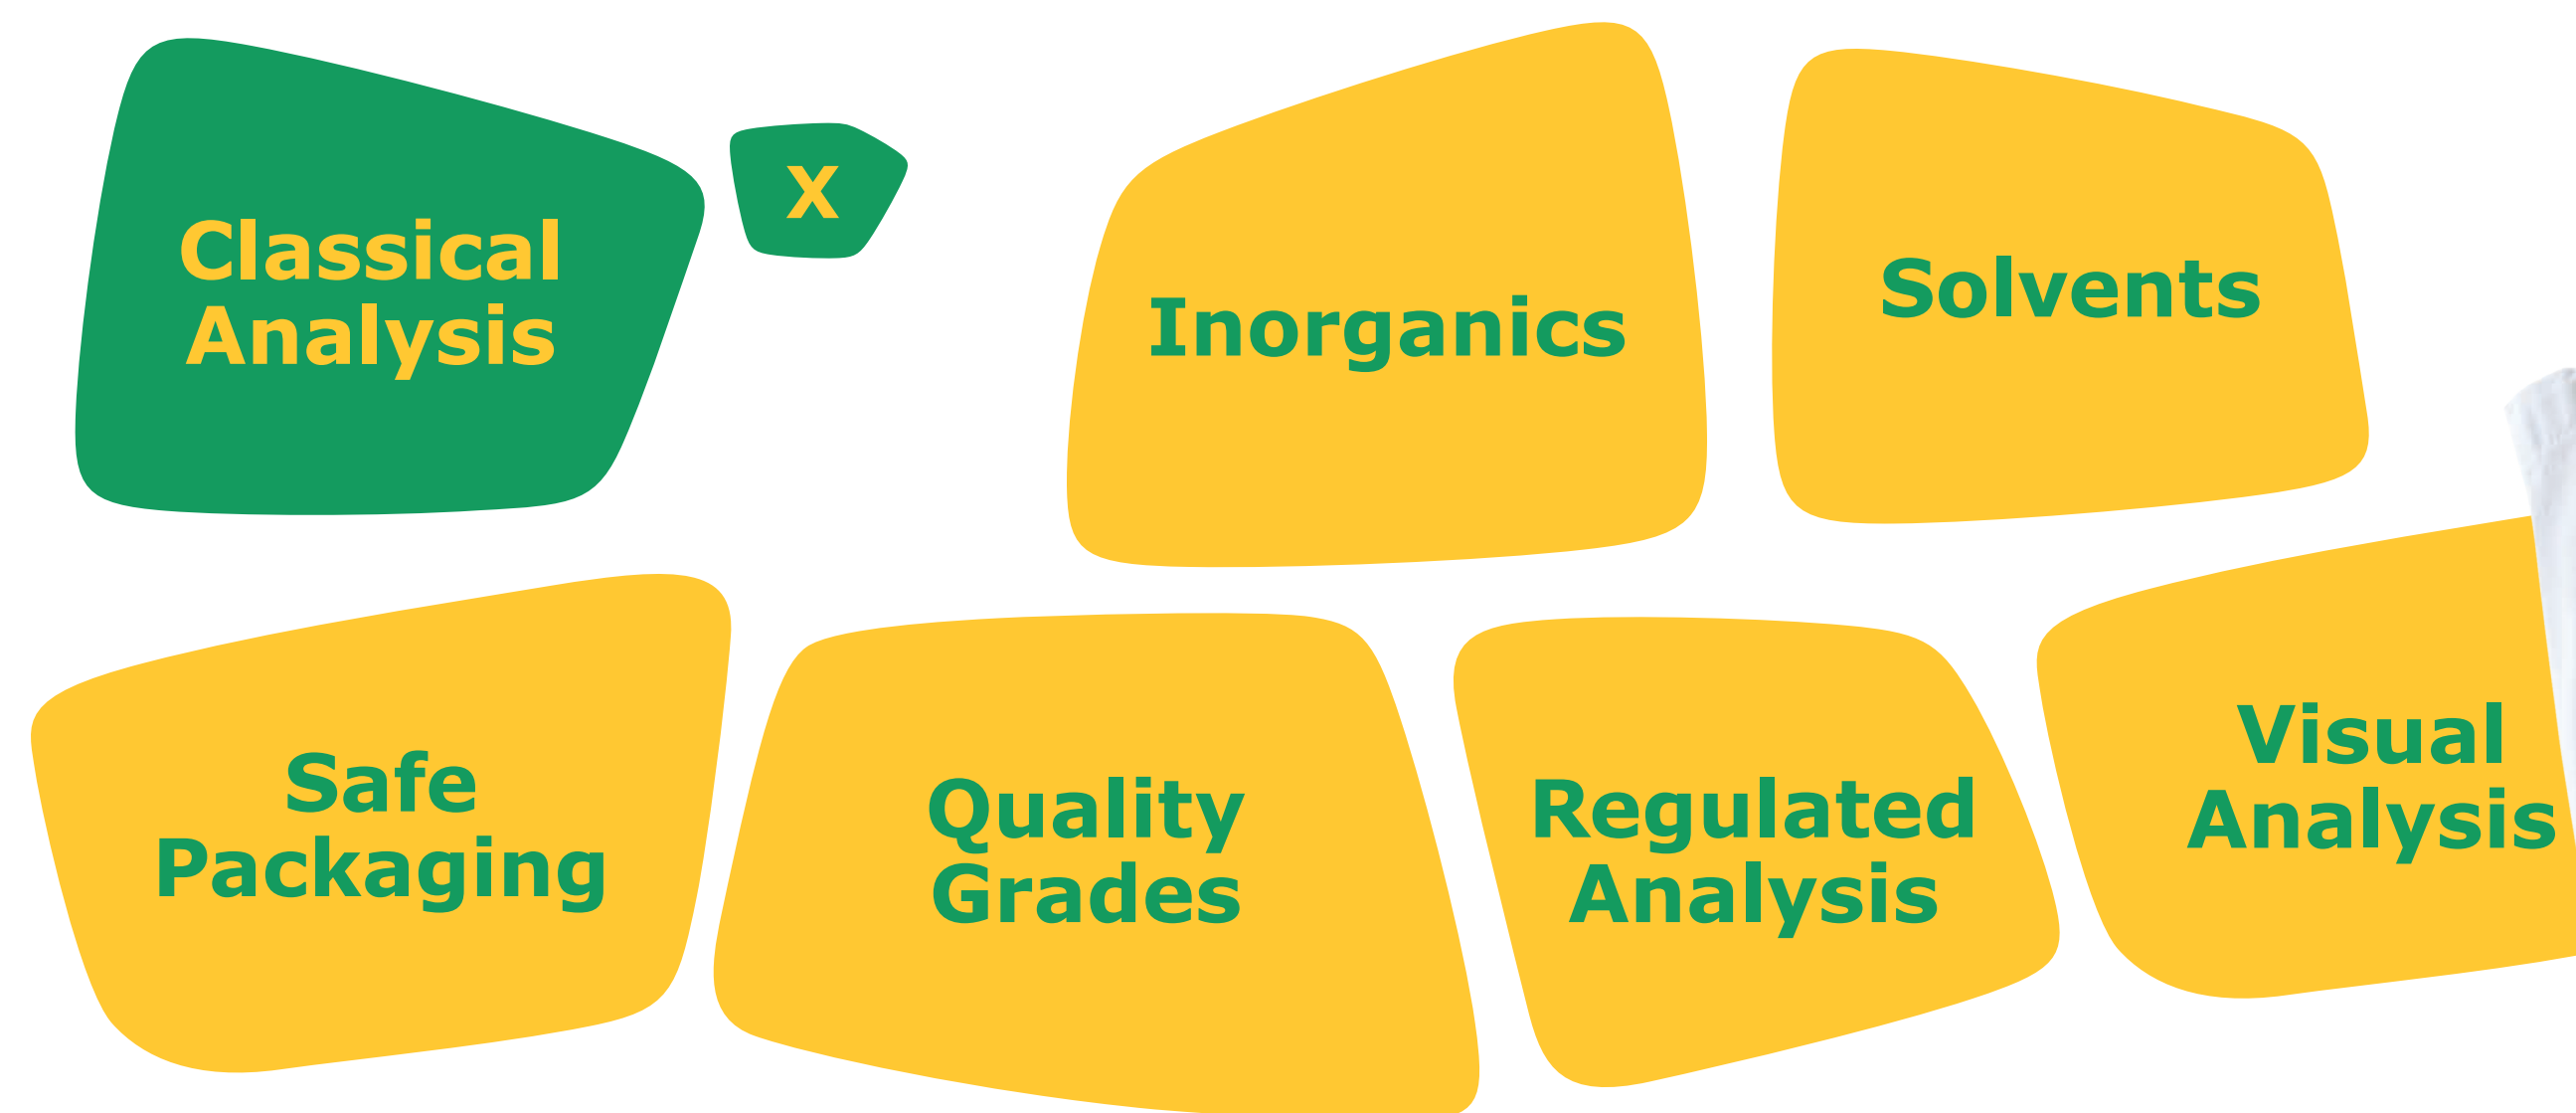 Classical
Analysis
X
Inorganics
Solvents
Safe
Packaging
Quality
Grades
Regulated
Analysis
Visual
Analysis